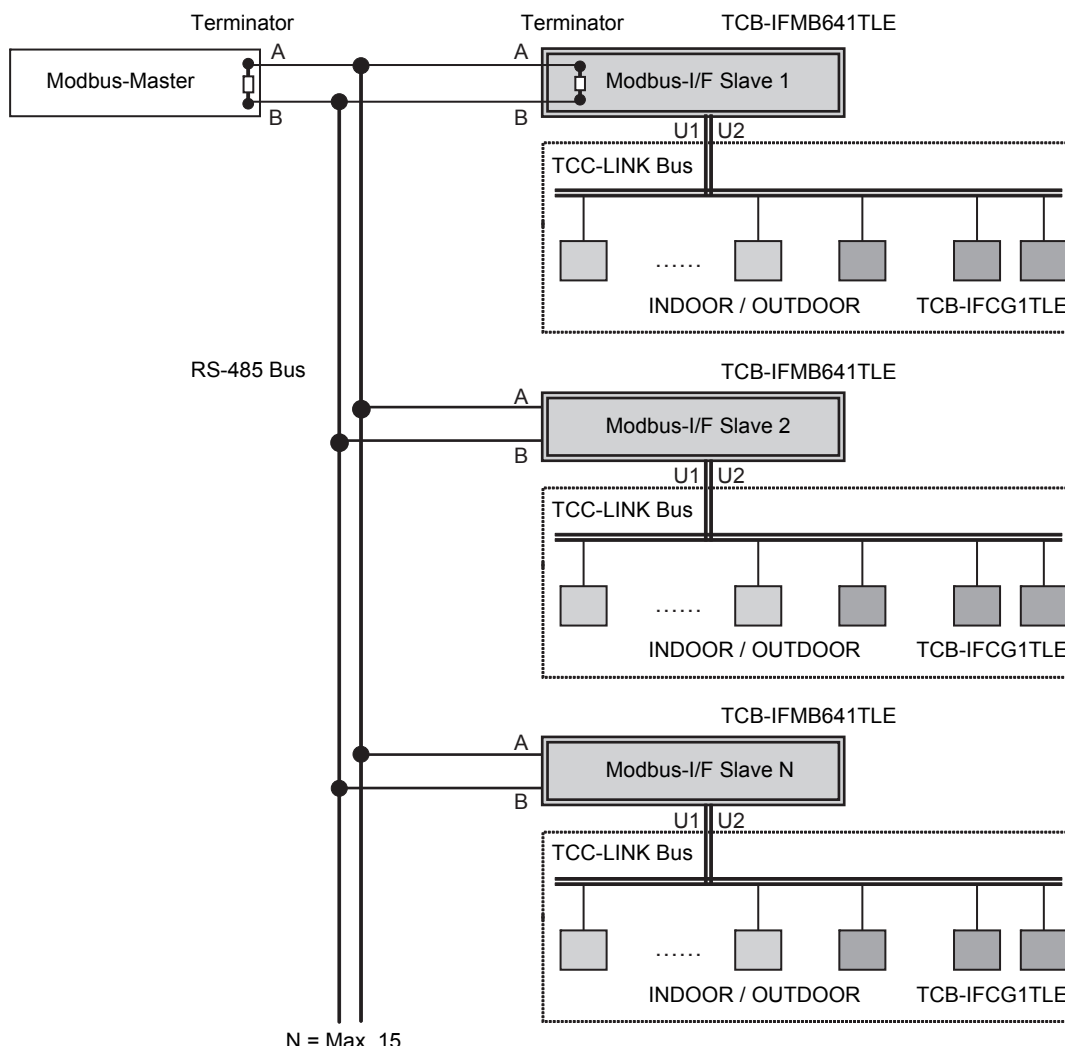 Terminator
Terminator
TCB-IFMB641TLE
Modbus-Master
A
B
A
B
Modbus-I/F Slave 1
U1
U2
TCC-LINK Bus
......
INDOOR / OUTDOOR
TCB-IFCG1TLE
RS-485 Bus
TCB-IFMB641TLE
A
B
Modbus-I/F Slave 2
U1
U2
TCC-LINK Bus
......
INDOOR / OUTDOOR
TCB-IFCG1TLE
TCB-IFMB641TLE
A
B
Modbus-I/F Slave N
U1
U2
TCC-LINK Bus
......
INDOOR / OUTDOOR
TCB-IFCG1TLE
N = Max. 15